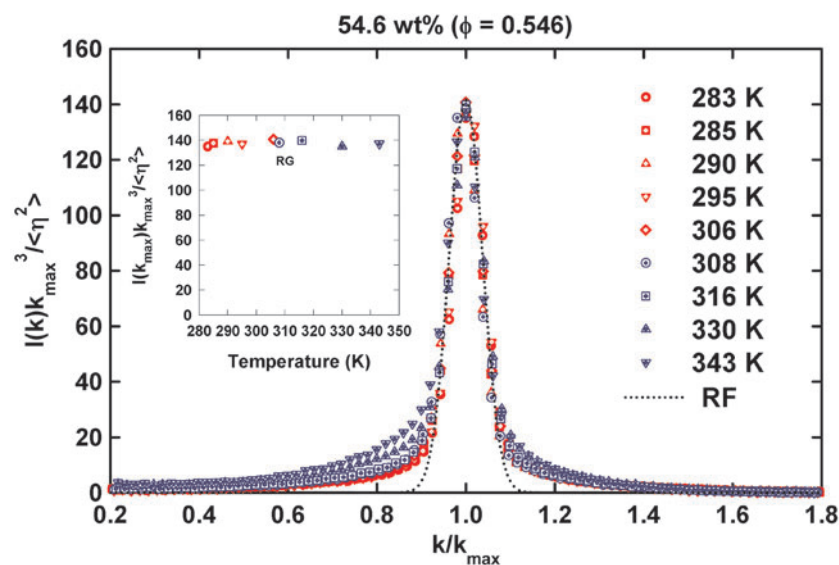 54.6 wt% (ϕ = 0.546)
I(k)k_max^3/<η^2>
160
140
120
100
80
60
40
20
0
0.2 0.4 0.6 0.8 1.0 1.2 1.4 1.6 1.8
k/k_max
I(k_max)k_max^3/<η^2>
160
140
120
100
80
60
40
20
0
RG
280 290 300 310 320 330 340 350
Temperature (K)
283 K
285 K
290 K
295 K
306 K
308 K
316 K
330 K
343 K
RF